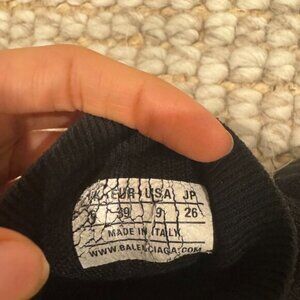 EUR USA JP
39 9 26
MADE IN ITALY
WWW.BALENCIAGA.COM